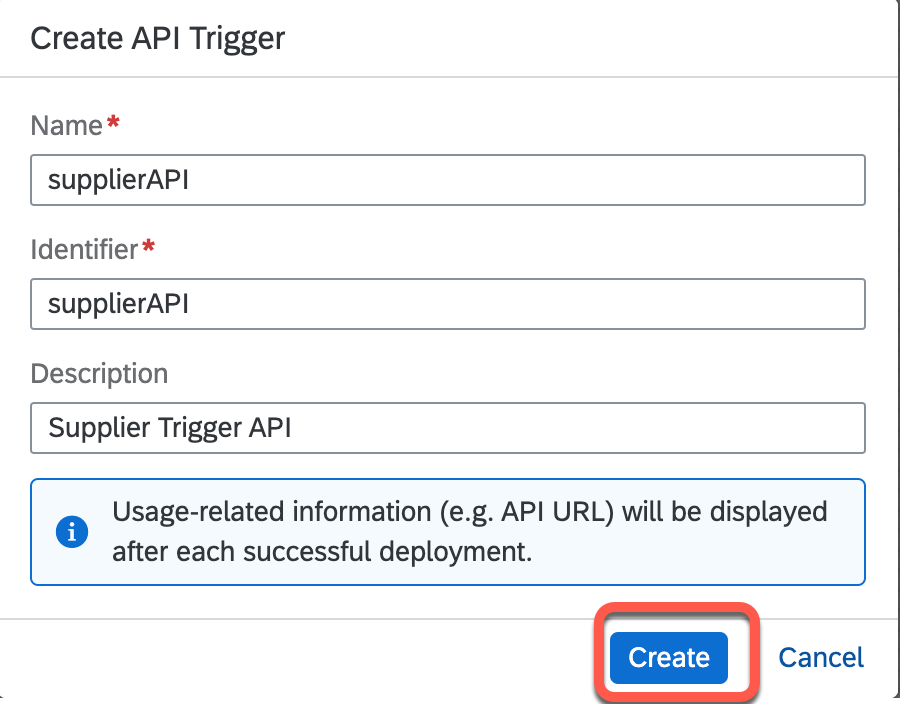 Create API Trigger
Name*
supplierAPI
Identifier*
supplierAPI
Description
Supplier Trigger API
Usage-related information (e.g. API URL) will be displayed
after each successful deployment.
Create Cancel